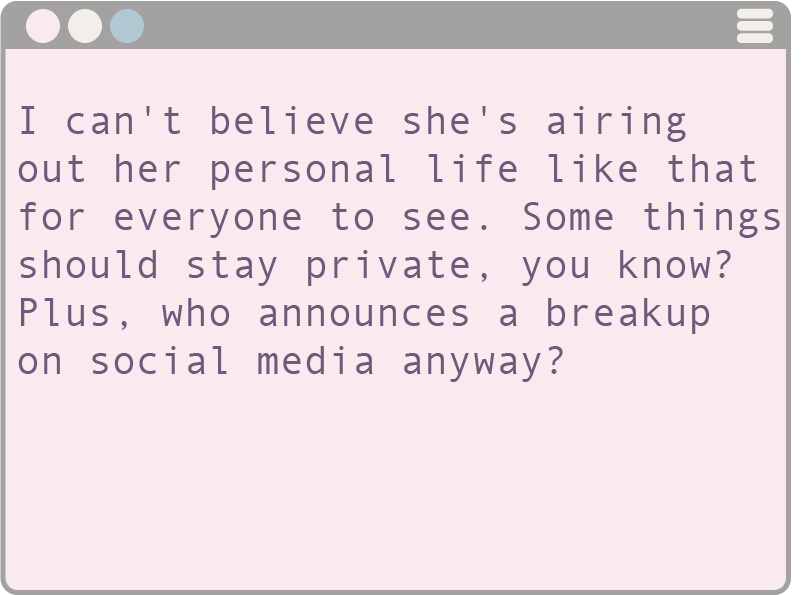 I can't believe she's airing
out her personal life like that
for everyone to see. Some things
should stay private, you know?
Plus, who announces a breakup
on social media anyway?